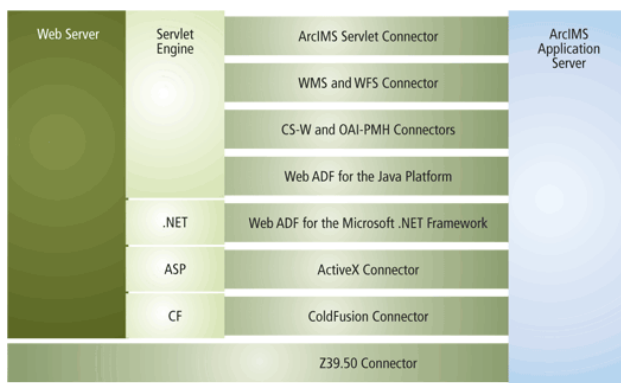 Web Server
Servlet
Engine
ArcIMS Servlet Connector
ArcIMS
Application
Server
WMS and WFS Connector
CS-W and OAI-PMH Connectors
Web ADF for the Java Platform
.NET
Web ADF for the Microsoft .NET Framework
ASP
ActiveX Connector
CF
ColdFusion Connector
Z39.50 Connector